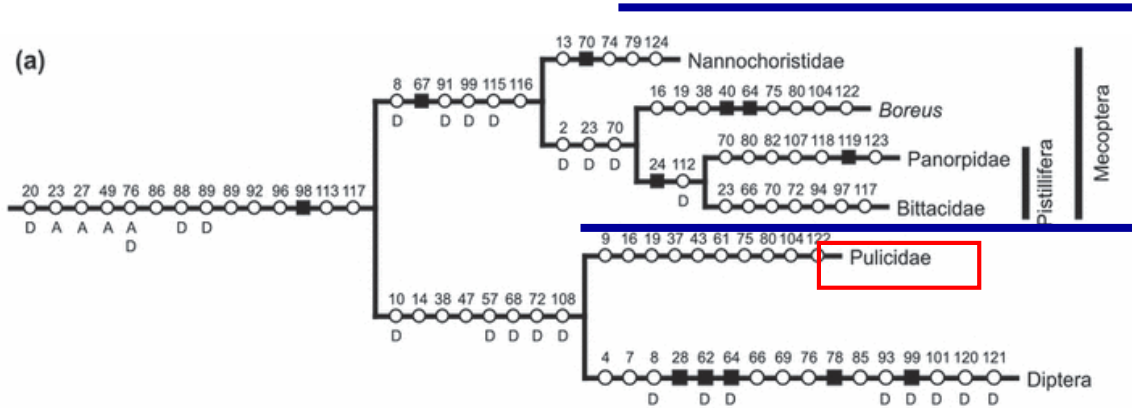 (a)
13 70 74 79 124
Nannochoristidae
8 67 91 99 115 116
D D D D
16 19 38 40 64 75 80 104 122
Boreus
2 23 70
D D D
70 80 82 107 118 119 123
Panorpidae
24 112
D
23 66 70 72 94 97 117
Bittacidae
Pistillifera
Mecoptera
20 23 27 49 76 86 88 89 89 92 96 98 113 117
D A A A A D D
D
9 16 19 37 43 61 75 80 104 122
Pulicidae
10 14 38 47 57 68 72 108
D D D D D
4 7 8 28 62 64 66 69 76 78 85 93 99 101 120 121
Diptera
D D D D D D D D